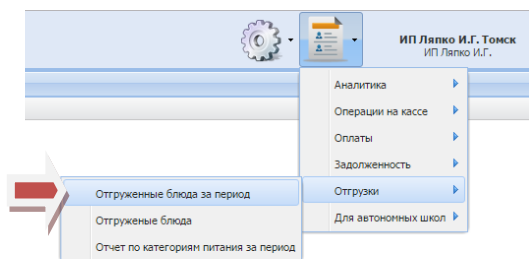 ИП Ляпко И.Г. Томск
ИП Ляпко И.Г.
Аналитика
Операции на кассе
Оплаты
Задолженность
Отгрузки
Для автономных школ
Отгруженные блюда за период
Отгруженые блюда
Отчет по категориям питания за период